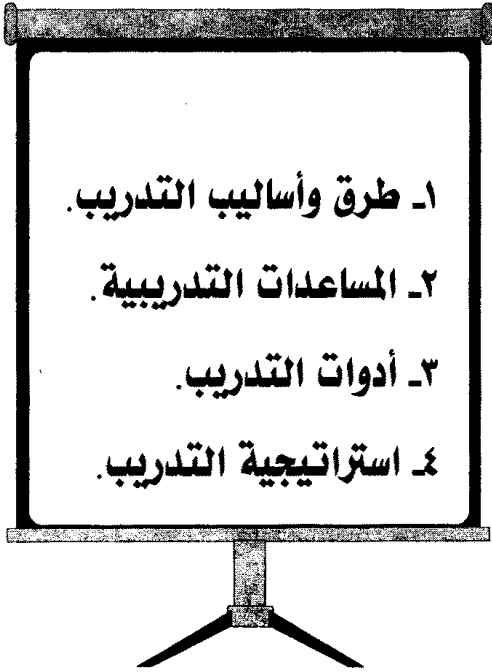 ١ـ طرق وأساليب التدريب.
٢ـ المساعدات التدريبية.
٣ـ أدوات التدريب.
٤ـ استراتيجية التدريب.